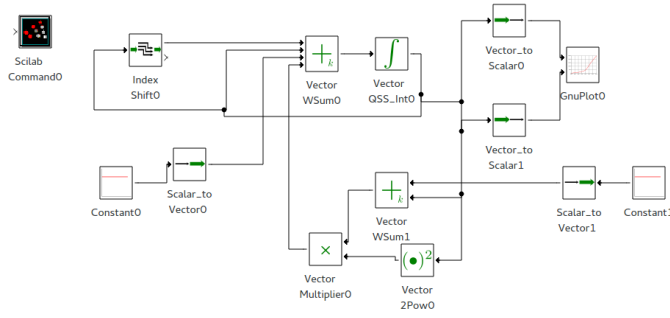 Scilab
Command0
Index
Shift0
+k
Vector
WSum0
∫
Vector
QSS_Int0
Vector_to
Scalar0
GnuPlot0
Vector_to
Scalar1
Constant0
Scalar_to
Vector0
+k
Vector
WSum1
Scalar_to
Vector1
Constant1
×
Vector
Multiplier0
(•)2
Vector
2Pow0